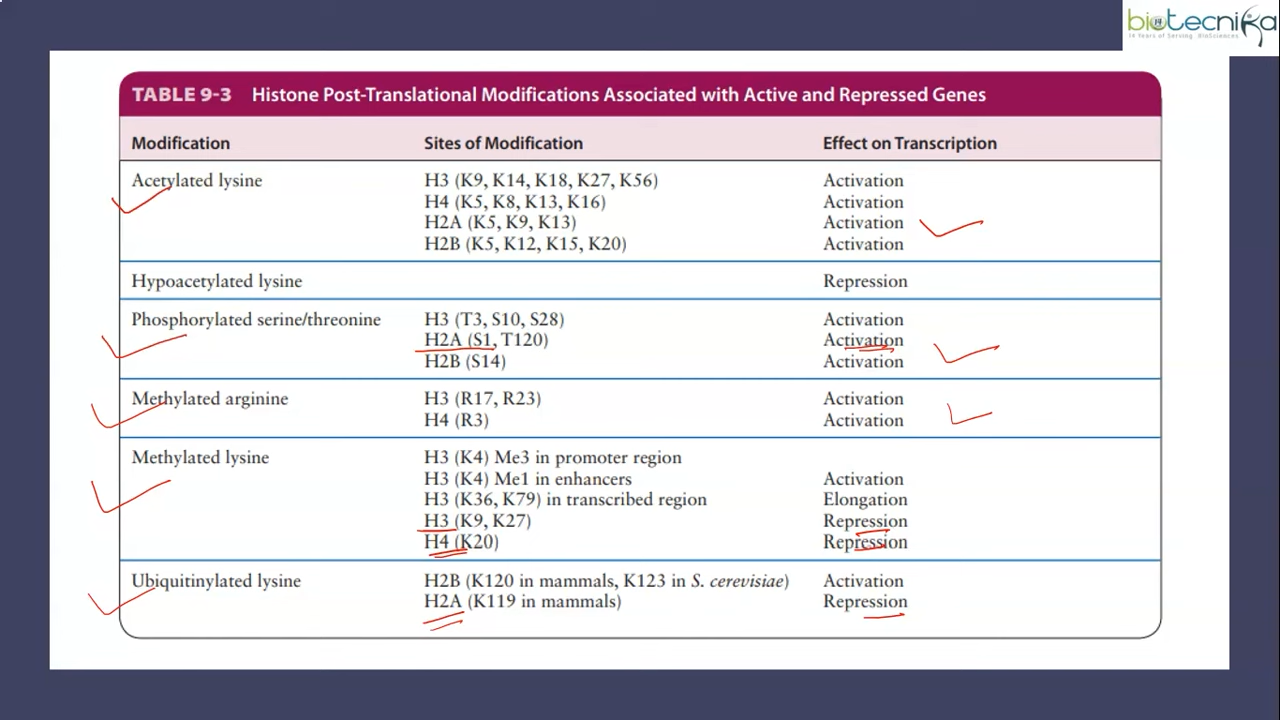 biotecnika
14 Years of Serving BioSciences
TABLE 9-3 Histone Post-Translational Modifications Associated with Active and Repressed Genes
Modification Sites of Modification Effect on Transcription
Acetylated lysine H3 (K9, K14, K18, K27, K56) Activation
H4 (K5, K8, K13, K16) Activation
H2A (K5, K9, K13) Activation
H2B (K5, K12, K15, K20) Activation
Hypoacetylated lysine Repression
Phosphorylated serine/threonine H3 (T3, S10, S28) Activation
H2A (S1, T120) Activation
H2B (S14) Activation
Methylated arginine H3 (R17, R23) Activation
H4 (R3) Activation
Methylated lysine H3 (K4) Me3 in promoter region
H3 (K4) Me1 in enhancers Activation
H3 (K36, K79) in transcribed region Elongation
H3 (K9, K27) Repression
H4 (K20) Repression
Ubiquitinylated lysine H2B (K120 in mammals, K123 in S. cerevisiae) Activation
H2A (K119 in mammals) Repression